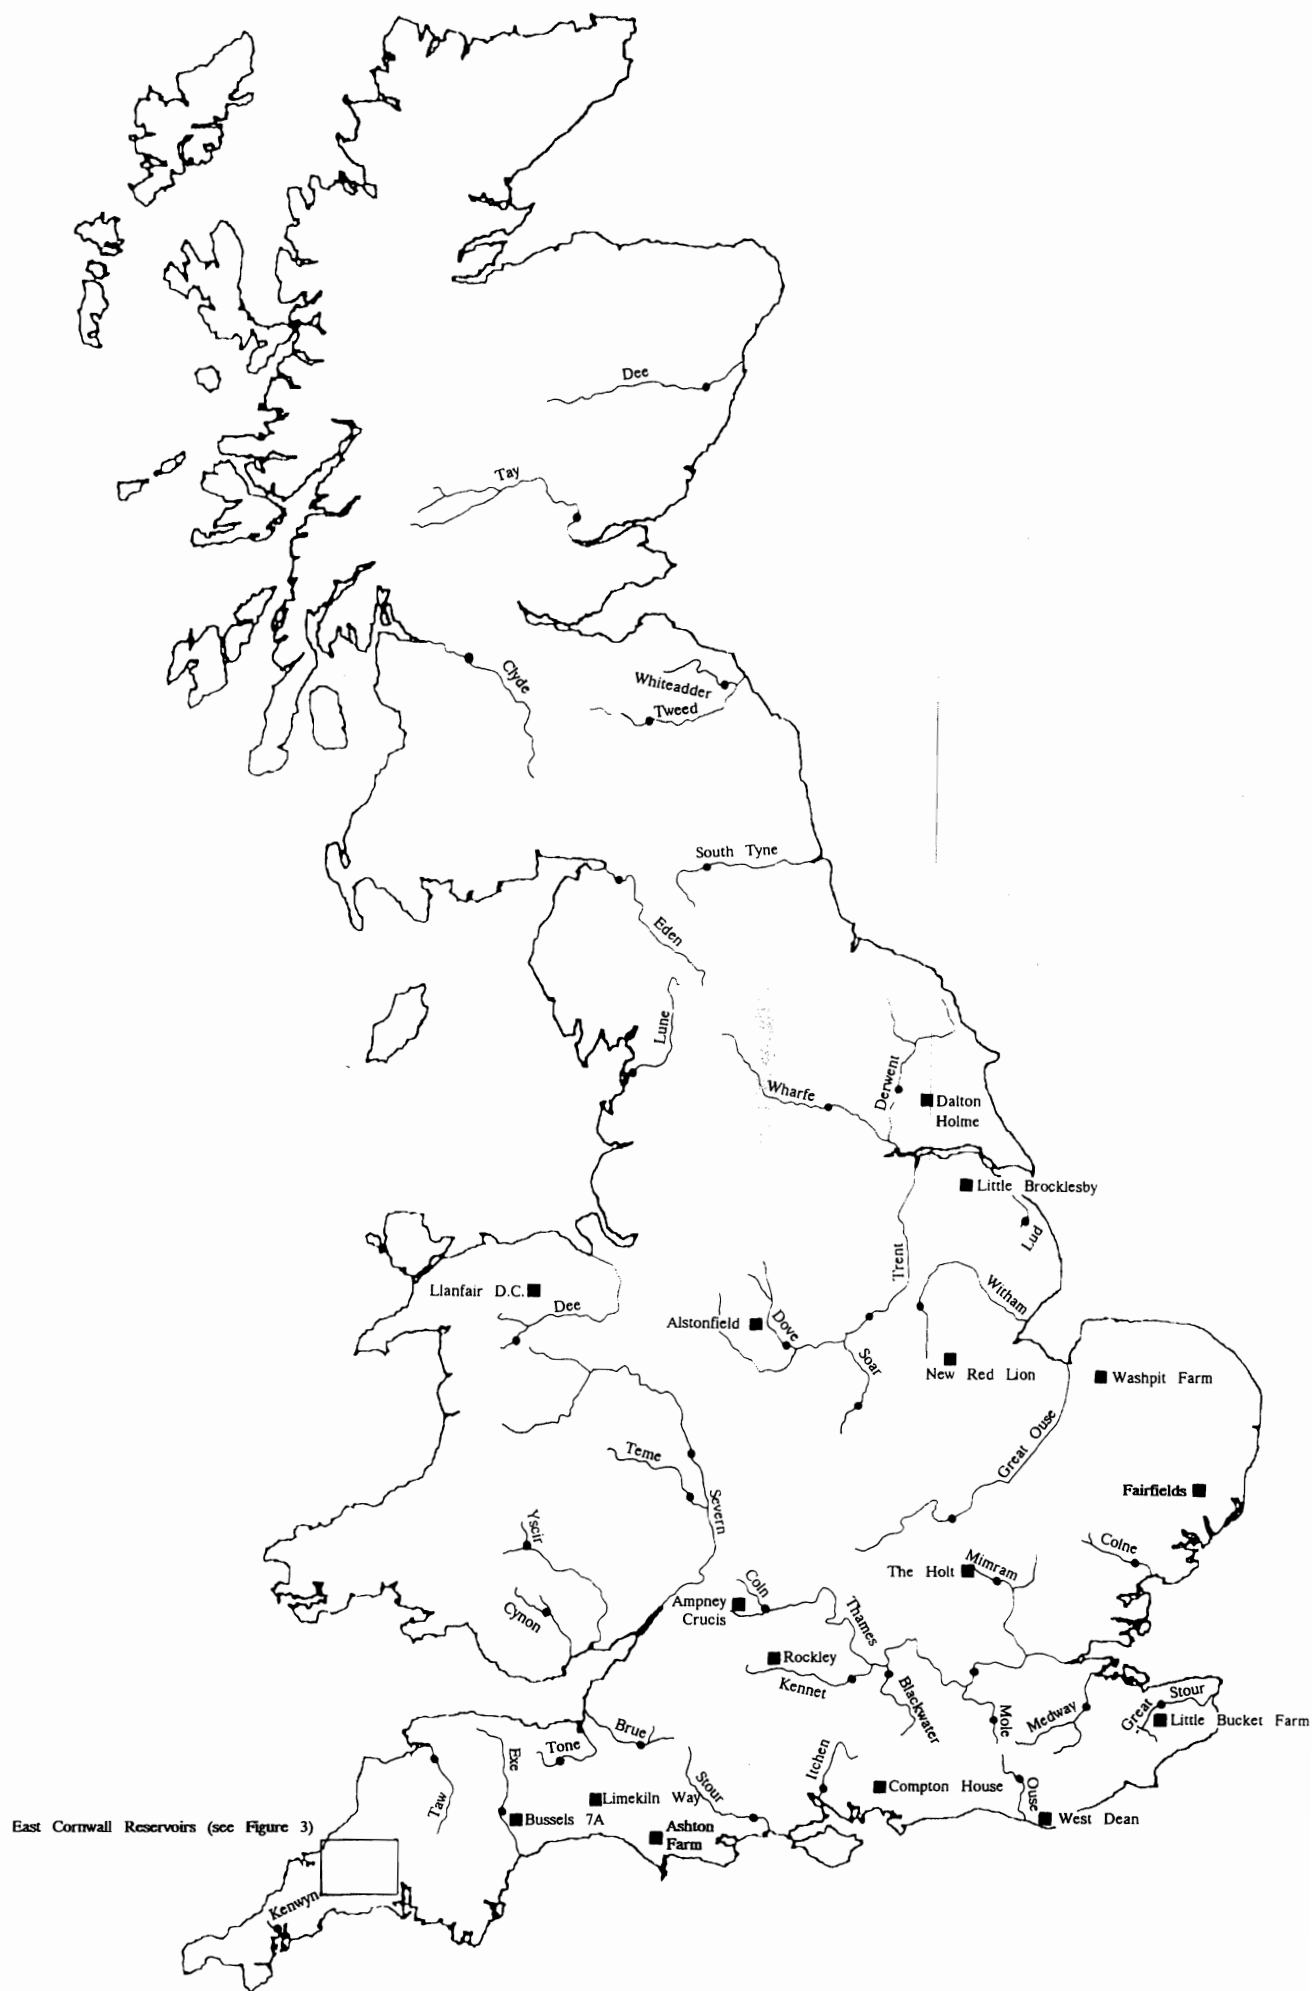 Dee
Tay
Clyde
Whiteadder
Tweed
South Tyne
Eden
Lune
Wharfe
Derwent
Dalton
Holme
Little Brocklesby
Lud
Trent
Witham
Llanfair D.C.
Dee
Alstonfield
Dove
Soar
New Red Lion
Washpit Farm
Great Ouse
Teme
Severn
Fairfields
Yscir
Colne
The Holt
Mimram
Coln
Ampney
Crucis
Cynon
Thames
Rockley
Kennet
Blackwater
Mole
Medway
Great Stour
Little Bucket Farm
Brue
Tone
Exe
Itchen
Stour
Compton House
Ouse
Taw
Limekiln Way
Bussels 7A
West Dean
East Cornwall Reservoirs (see Figure 3)
Ashton
Farm
Kenwyn